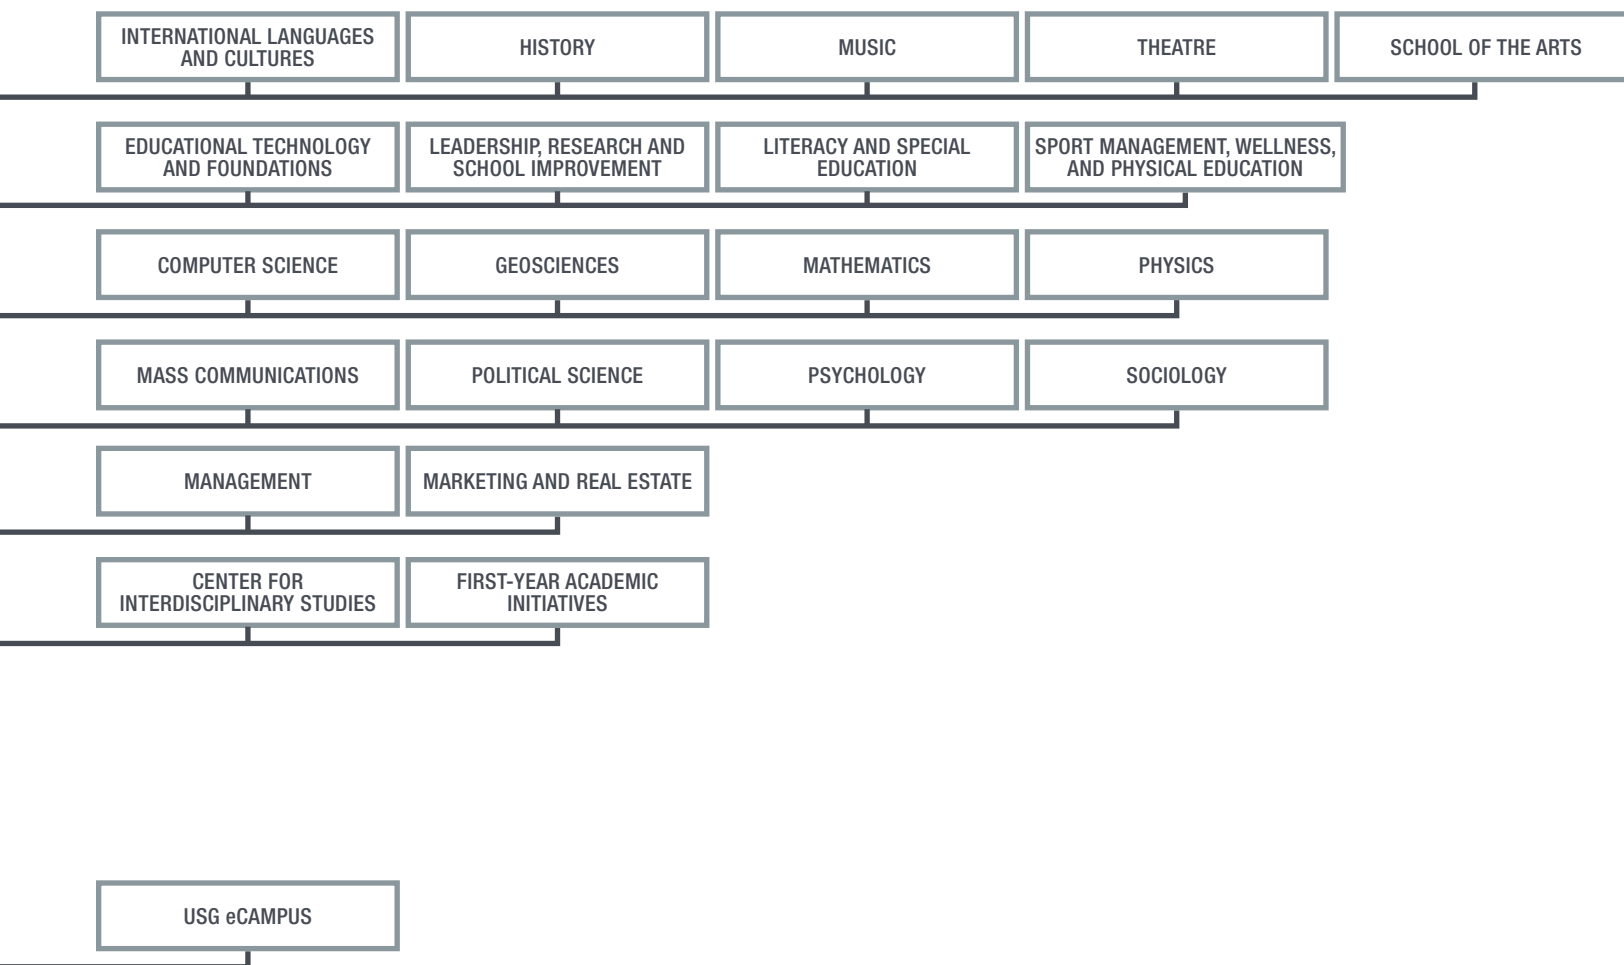 INTERNATIONAL LANGUAGES
AND CULTURES
HISTORY
MUSIC
THEATRE
SCHOOL OF THE ARTS
EDUCATIONAL TECHNOLOGY
AND FOUNDATIONS
LEADERSHIP, RESEARCH AND
SCHOOL IMPROVEMENT
LITERACY AND SPECIAL
EDUCATION
SPORT MANAGEMENT, WELLNESS,
AND PHYSICAL EDUCATION
COMPUTER SCIENCE
GEOSCIENCES
MATHEMATICS
PHYSICS
MASS COMMUNICATIONS
POLITICAL SCIENCE
PSYCHOLOGY
SOCIOLOGY
MANAGEMENT
MARKETING AND REAL ESTATE
CENTER FOR
INTERDISCIPLINARY STUDIES
FIRST-YEAR ACADEMIC
INITIATIVES
USG eCAMPUS